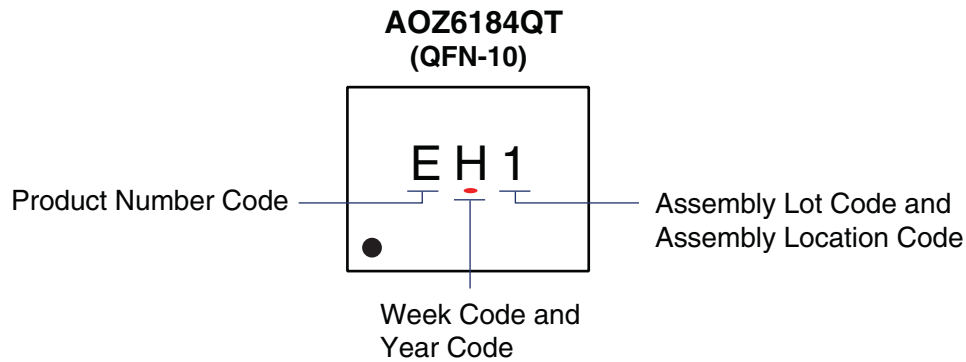 AOZ6184QT
(QFN-10)
E H 1
Product Number Code
Assembly Lot Code and
Assembly Location Code
Week Code and
Year Code